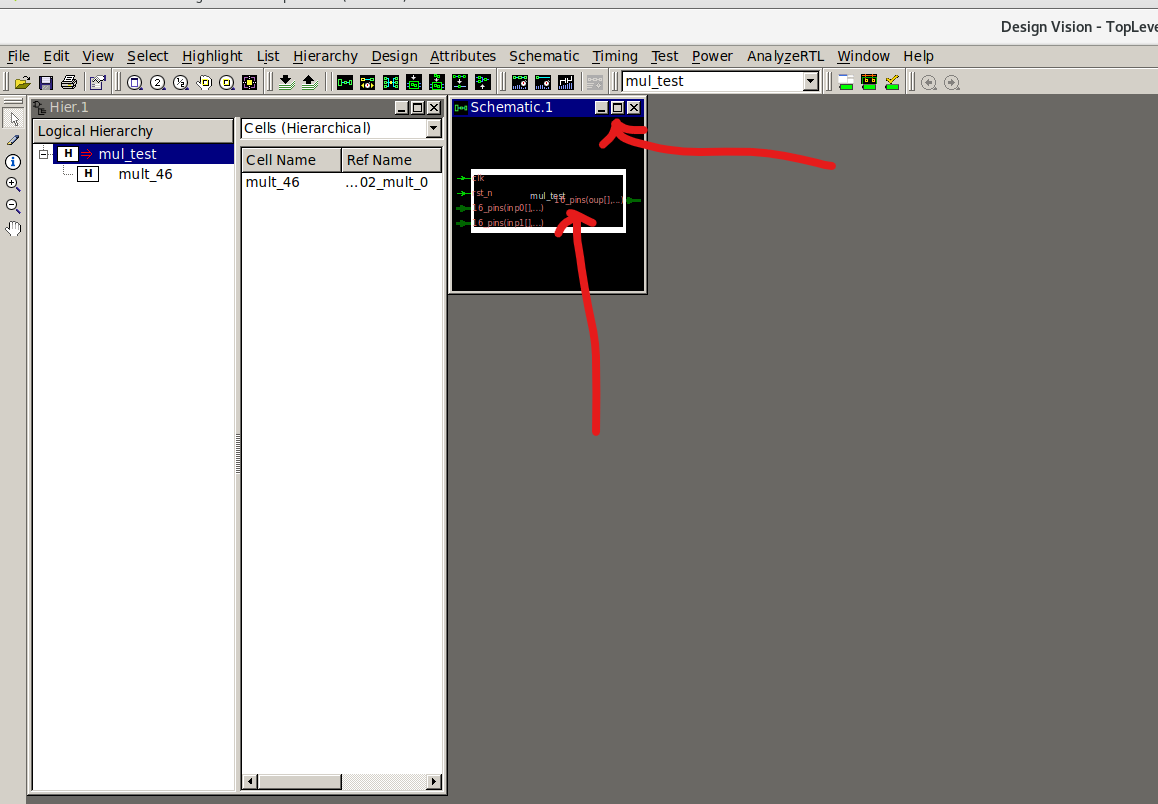 Design Vision - TopLeve
File Edit View Select Highlight List Hierarchy Design Attributes Schematic Timing Test Power AnalyzeRTL Window Help
mul_test
Hier.1
Schematic.1
Logical Hierarchy
Cells (Hierarchical)
H mul_test
H mult_46
Cell Name Ref Name
mult_46 ...02_mult_0
clk
st_n
mul_test
16_pins(oup[],...)
16_pins(inp0[],...)
16_pins(inp1[],...)